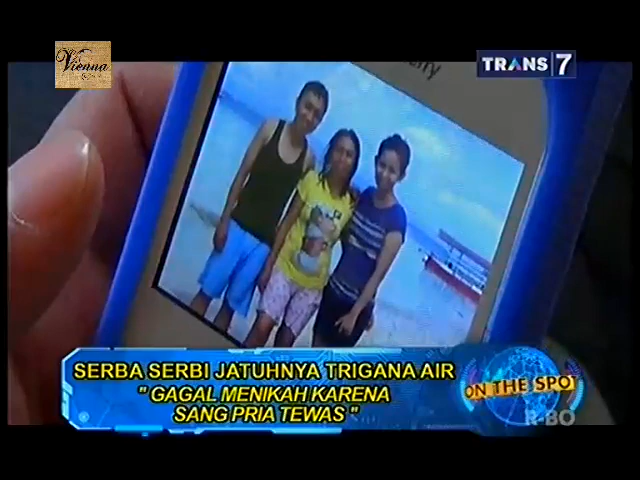 Vienna
TRANS 7
SERBA SERBI JATUHNYA TRIGANA AIR
" GAGAL MENIKAH KARENA
SANG PRIA TEWAS "
ON THE SPOT
R-BO